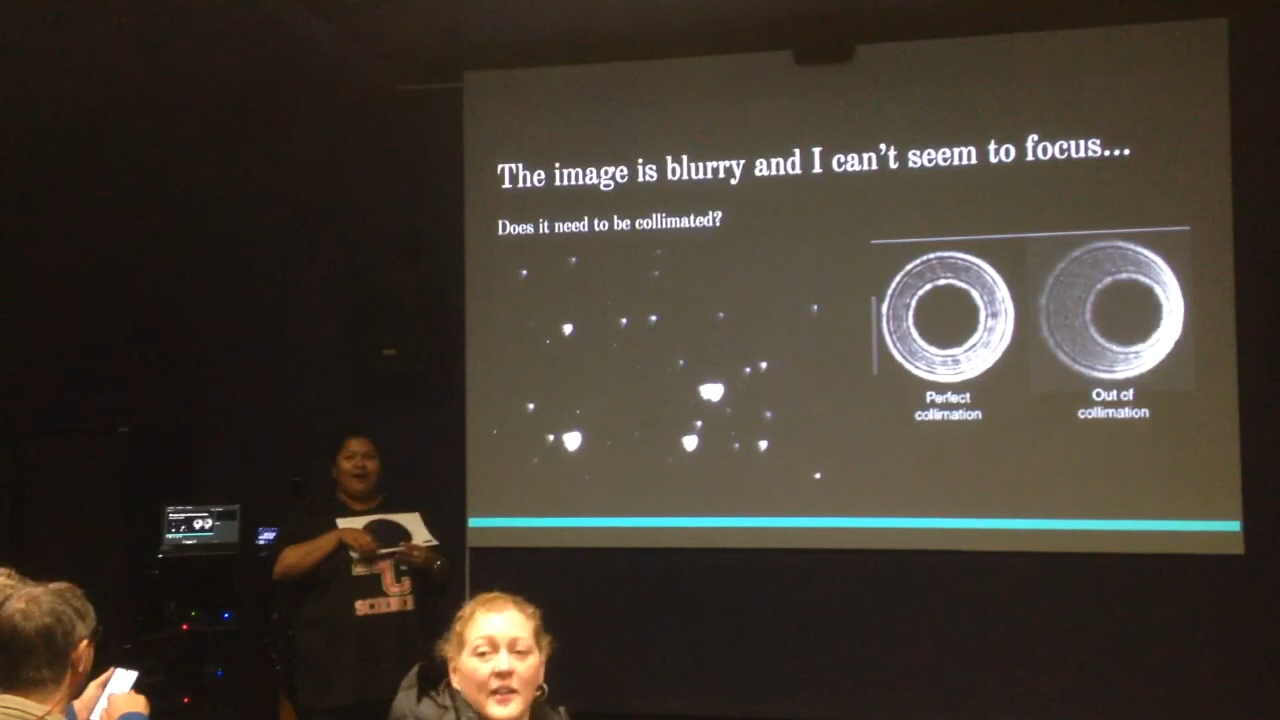 The image is blurry and I can't seem to focus...
Does it need to be collimated?
Perfect
collimation
Out of
collimation
SCIENCE